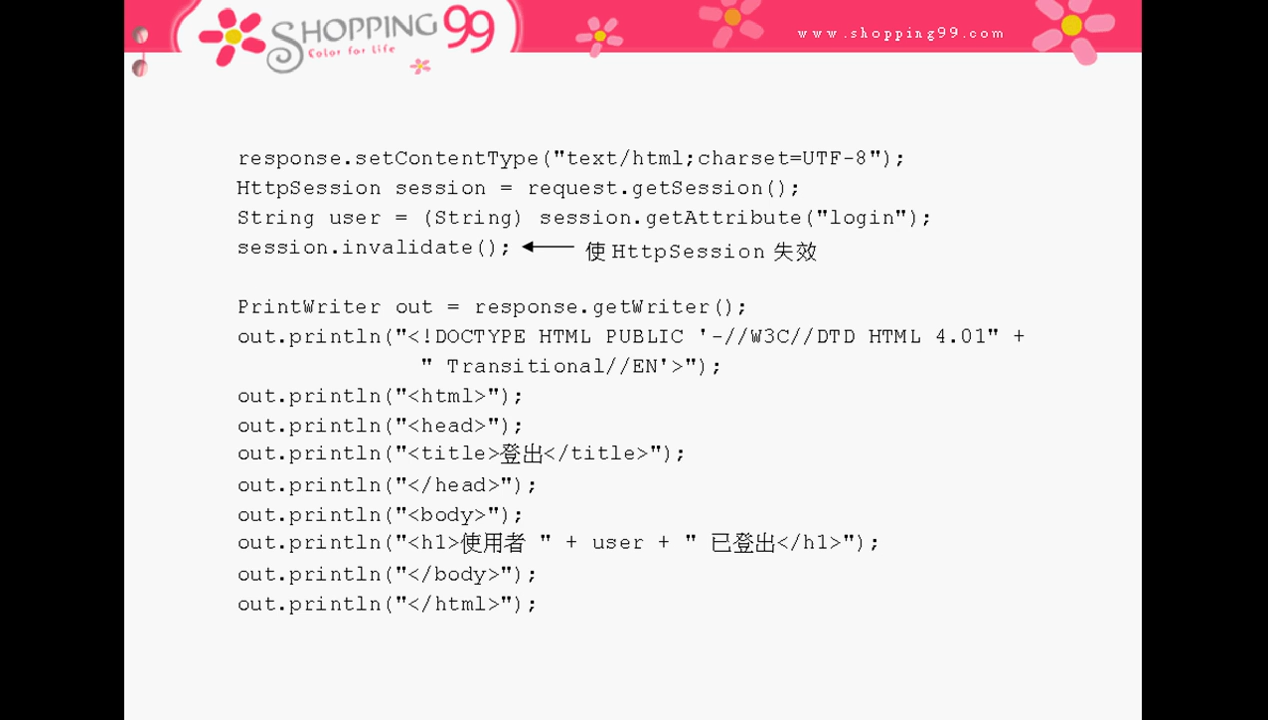 SHOPPING 99
Color for Life
www.shopping99.com
response.setContentType("text/html;charset=UTF-8");
HttpSession session = request.getSession();
String user = (String) session.getAttribute("login");
session.invalidate(); 使 HttpSession 失效
PrintWriter out = response.getWriter();
out.println("<!DOCTYPE HTML PUBLIC '-//W3C//DTD HTML 4.01" +
" Transitional//EN'>");
out.println("<html>");
out.println("<head>");
out.println("<title>登出</title>");
out.println("</head>");
out.println("<body>");
out.println("<h1>使用者 " + user + " 已登出</h1>");
out.println("</body>");
out.println("</html>");